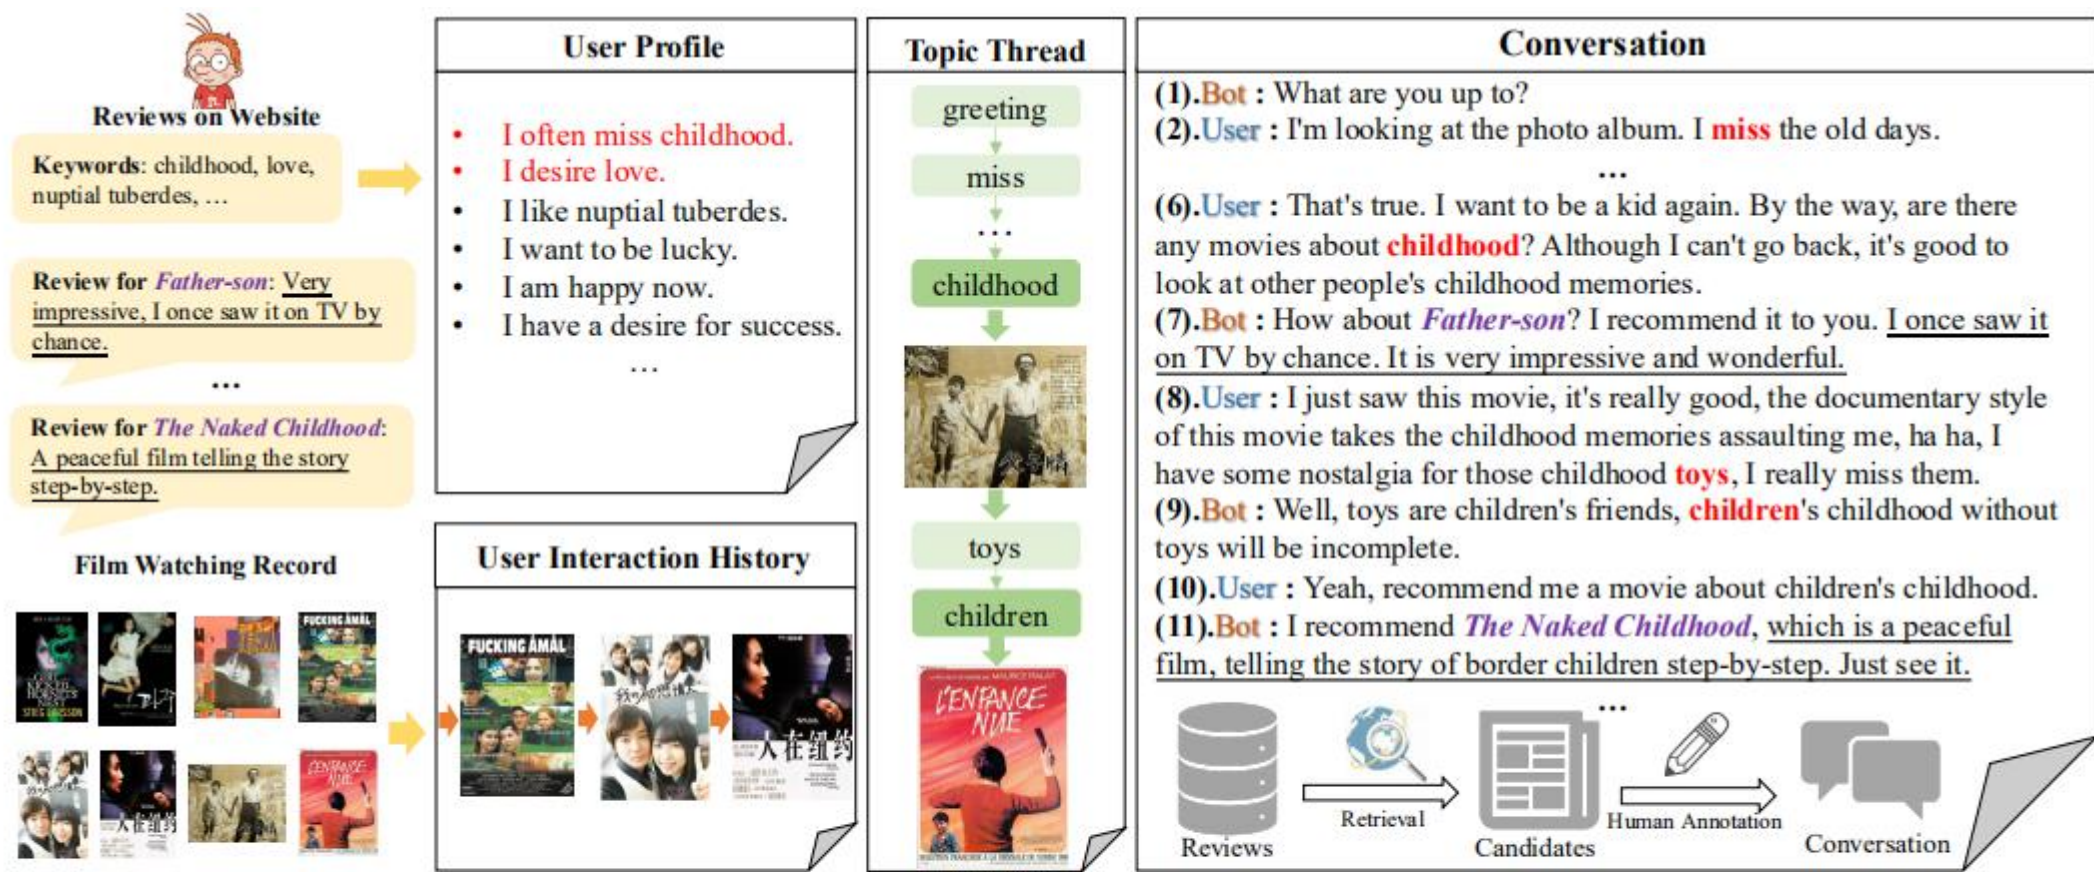 Reviews on Website
Keywords: childhood, love,
nuptial tuberdes, …
Review for Father-son: Very
impressive, I once saw it on TV by
chance.
…
Review for The Naked Childhood:
A peaceful film telling the story
step-by-step.
Film Watching Record
FUCKING ÅMÅL
L'ENFANCE
NUE
人在纽约
User Profile
• I often miss childhood.
• I desire love.
• I like nuptial tuberdes.
• I want to be lucky.
• I am happy now.
• I have a desire for success.
…
User Interaction History
FUCKING ÅMÅL
人在纽约
Topic Thread
greeting
miss
…
childhood
toys
children
L'ENFANCE
NUE
Conversation
(1).Bot : What are you up to?
(2).User : I'm looking at the photo album. I miss the old days.
…
(6).User : That's true. I want to be a kid again. By the way, are there
any movies about childhood? Although I can't go back, it's good to
look at other people's childhood memories.
(7).Bot : How about Father-son? I recommend it to you. I once saw it
on TV by chance. It is very impressive and wonderful.
(8).User : I just saw this movie, it's really good, the documentary style
of this movie takes the childhood memories assaulting me, ha ha, I
have some nostalgia for those childhood toys, I really miss them.
(9).Bot : Well, toys are children's friends, children's childhood without
toys will be incomplete.
(10).User : Yeah, recommend me a movie about children's childhood.
(11).Bot : I recommend The Naked Childhood, which is a peaceful
film, telling the story of border children step-by-step. Just see it.
…
Retrieval
Human Annotation
Reviews
Candidates
Conversation